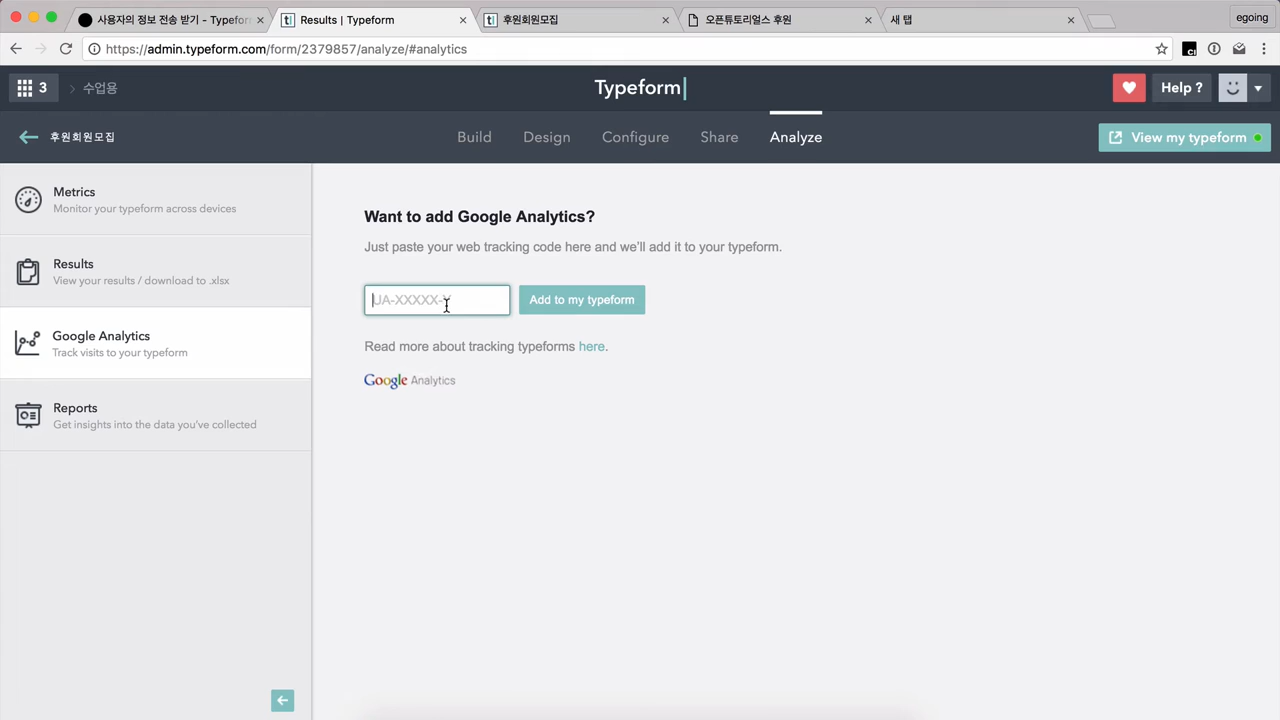 사용자의 정보 전송 받기 - Typeform
Results | Typeform
후원회원모집
오픈튜토리얼스 후원
새 탭
egoing
https://admin.typeform.com/form/2379857/analyze/#analytics
3
수업용
Typeform
Help ?
후원회원모집
Build
Design
Configure
Share
Analyze
View my typeform
Metrics
Monitor your typeform across devices
Results
View your results / download to .xlsx
Google Analytics
Track visits to your typeform
Reports
Get insights into the data you've collected
Want to add Google Analytics?
Just paste your web tracking code here and we'll add it to your typeform.
UA-XXXXX-Y
Add to my typeform
Read more about tracking typeforms here.
Google Analytics